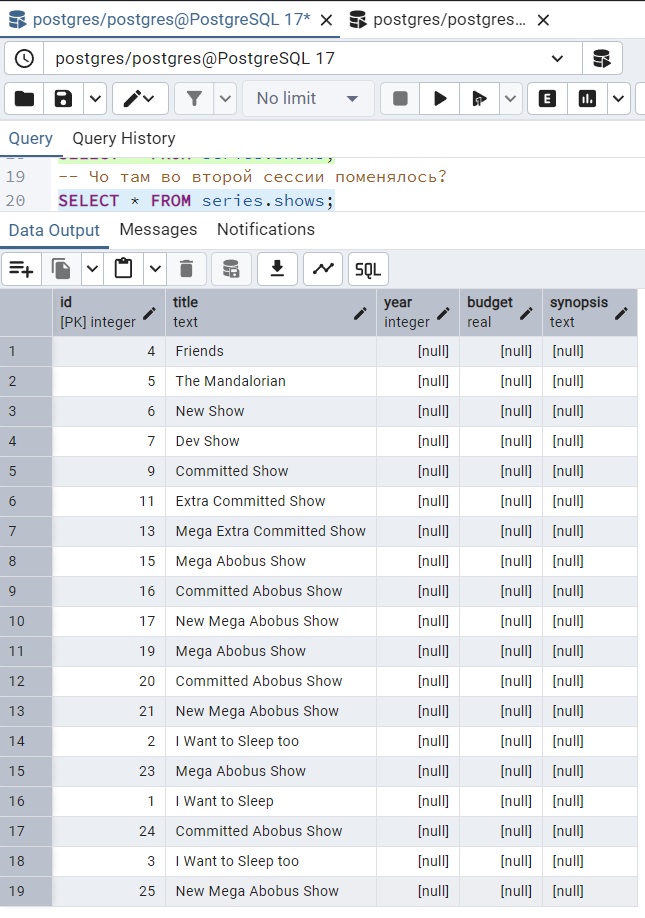 postgres/postgres@PostgreSQL 17*
postgres/postgres...
postgres/postgres@PostgreSQL 17
No limit
E
Query Query History
SELECT * FROM series.shows;
19 -- Чо там во второй сессии поменялось?
20 SELECT * FROM series.shows;
Data Output Messages Notifications
SQL
id title year budget synopsis
[PK] integer text integer real text
1 4 Friends [null] [null] [null]
2 5 The Mandalorian [null] [null] [null]
3 6 New Show [null] [null] [null]
4 7 Dev Show [null] [null] [null]
5 9 Committed Show [null] [null] [null]
6 11 Extra Committed Show [null] [null] [null]
7 13 Mega Extra Committed Show [null] [null] [null]
8 15 Mega Abobus Show [null] [null] [null]
9 16 Committed Abobus Show [null] [null] [null]
10 17 New Mega Abobus Show [null] [null] [null]
11 19 Mega Abobus Show [null] [null] [null]
12 20 Committed Abobus Show [null] [null] [null]
13 21 New Mega Abobus Show [null] [null] [null]
14 2 I Want to Sleep too [null] [null] [null]
15 23 Mega Abobus Show [null] [null] [null]
16 1 I Want to Sleep [null] [null] [null]
17 24 Committed Abobus Show [null] [null] [null]
18 3 I Want to Sleep too [null] [null] [null]
19 25 New Mega Abobus Show [null] [null] [null]